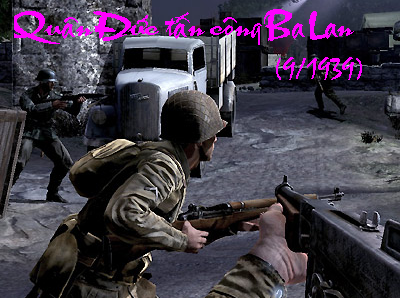 Quân Đức tấn công Ba Lan
(9/1939)